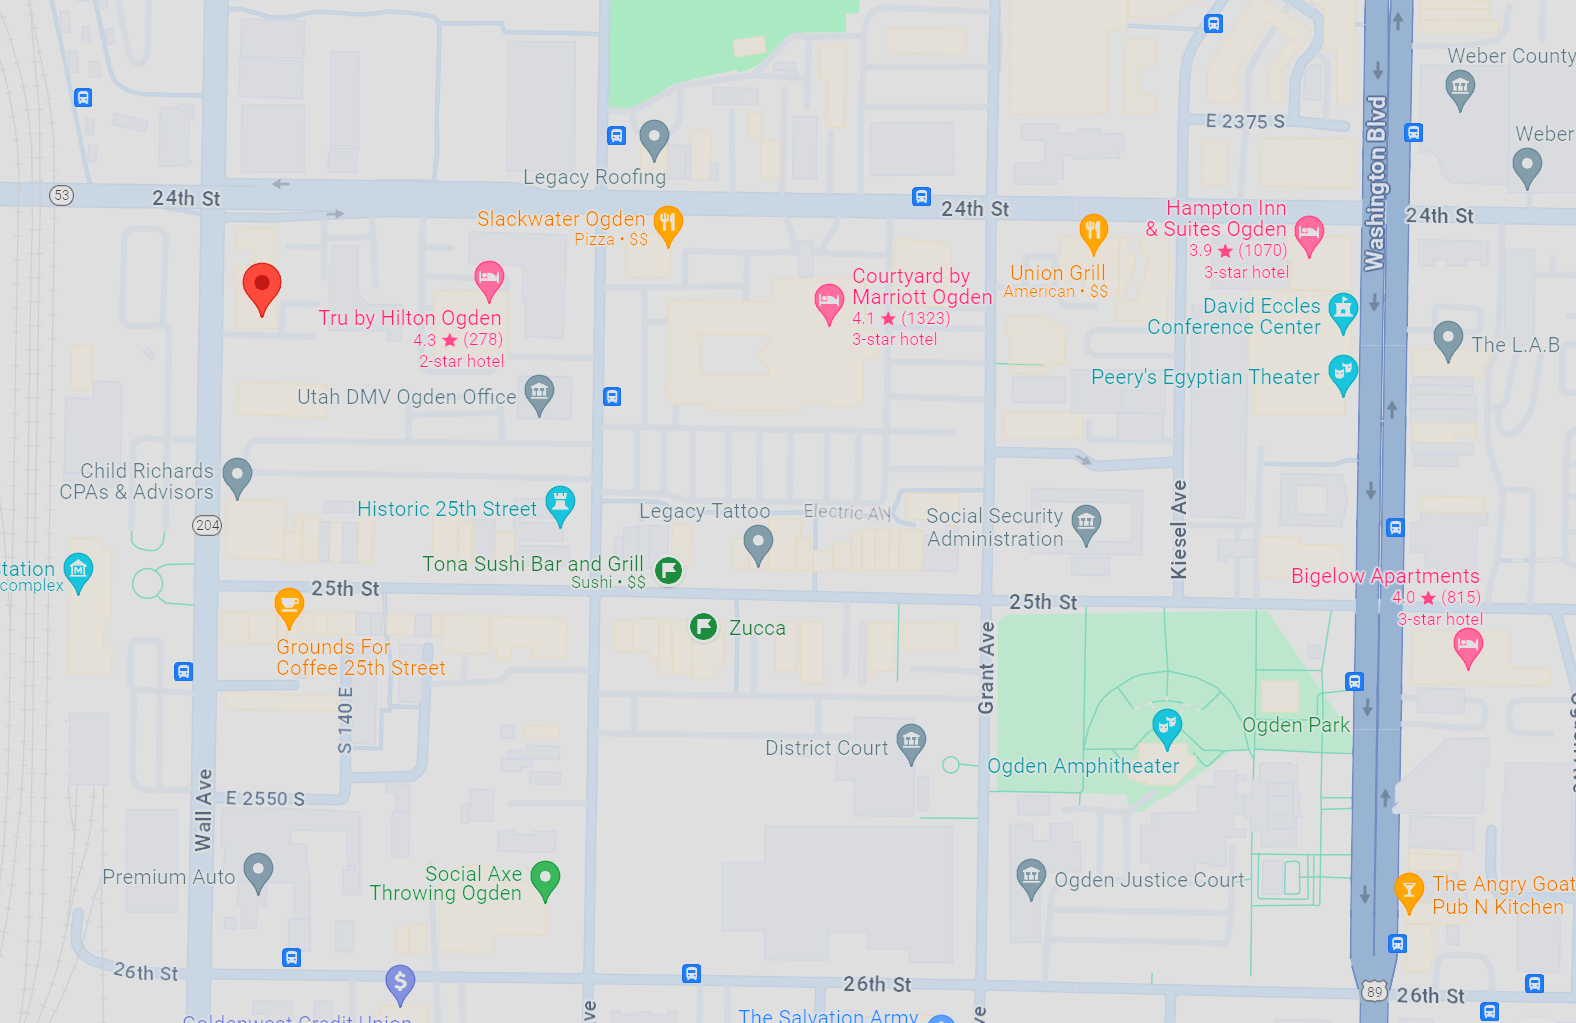 Weber County
E 2375 S
Weber
Washington Blvd
53
24th St
Legacy Roofing
24th St
24th St
Slackwater Ogden
Pizza • $$
Hampton Inn
& Suites Ogden
3.9 ★ (1070)
3-star hotel
Union Grill
American • $$
Courtyard by
Marriott Ogden
4.1 ★ (1323)
3-star hotel
Tru by Hilton Ogden
4.3 ★ (278)
2-star hotel
David Eccles
Conference Center
The L.A.B
Peery's Egyptian Theater
Utah DMV Ogden Office
Child Richards
CPAs & Advisors
204
Historic 25th Street
Legacy Tattoo
Electric
Social Security
Administration
Kiesel Ave
Station
complex
Tona Sushi Bar and Grill
Sushi • $$
25th St
25th St
Bigelow Apartments
4.0 ★ (815)
3-star hotel
Zucca
Grounds For
Coffee 25th Street
Grant Ave
S 140 E
Ogden Park
District Court
Ogden Amphitheater
E 2550 S
Wall Ave
Premium Auto
Social Axe
Throwing Ogden
Ogden Justice Court
The Angry Goat
Pub N Kitchen
26th St
26th St
89
26th St
Goldenwest Credit Union
The Salvation Army